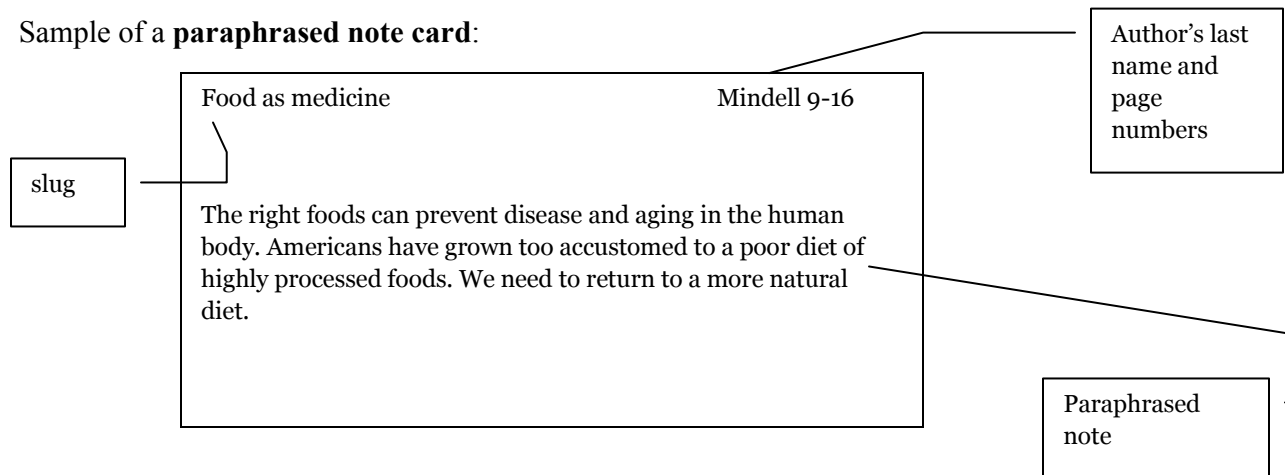 Sample of a paraphrased note card:
Author’s last
name and
page
numbers
Food as medicine Mindell 9-16
slug
The right foods can prevent disease and aging in the human
body. Americans have grown too accustomed to a poor diet of
highly processed foods. We need to return to a more natural
diet.
Paraphrased
note